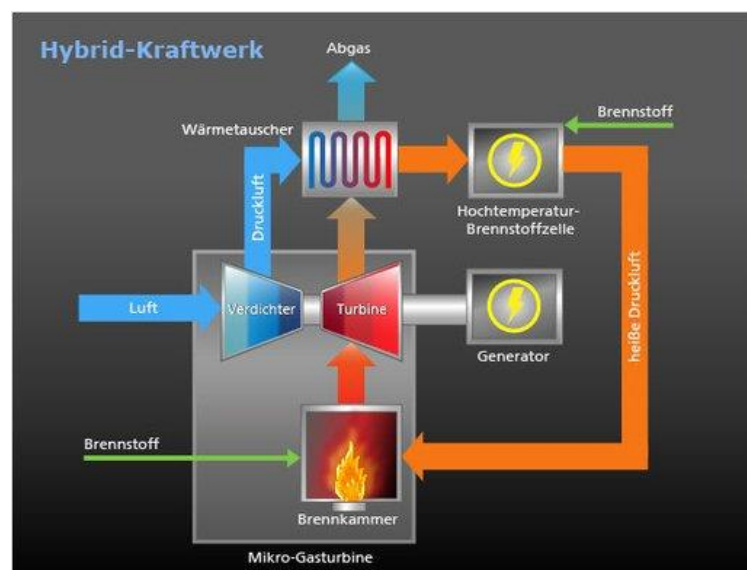 Hybrid-Kraftwerk
Abgas
Wärmetauscher
Brennstoff
Druckluft
Hochtemperatur-
Brennstoffzelle
Luft
Verdichter
Turbine
heiße Druckluft
Generator
Brennstoff
Brennkammer
Mikro-Gasturbine